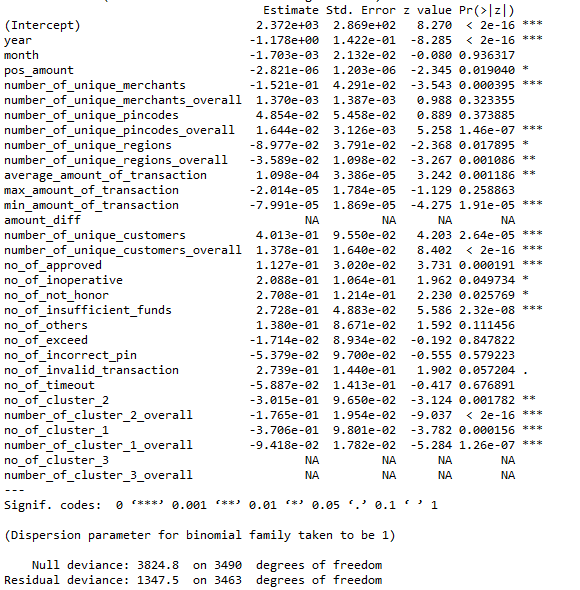 Estimate Std. Error z value Pr(>|z|)
(Intercept) 2.372e+03 2.869e+02 8.270 < 2e-16 ***
year -1.178e+00 1.422e-01 -8.285 < 2e-16 ***
month -1.703e-03 2.132e-02 -0.080 0.936317
pos_amount -2.821e-06 1.203e-06 -2.345 0.019040 *
number_of_unique_merchants -1.521e-01 4.291e-02 -3.543 0.000395 ***
number_of_unique_merchants_overall 1.370e-03 1.387e-03 0.988 0.323355
number_of_unique_pincodes 4.854e-02 5.458e-02 0.889 0.373885
number_of_unique_pincodes_overall 1.644e-02 3.126e-03 5.258 1.46e-07 ***
number_of_unique_regions -8.977e-02 3.791e-02 -2.368 0.017895 *
number_of_unique_regions_overall -3.589e-02 1.098e-02 -3.267 0.001086 **
average_amount_of_transaction 1.098e-04 3.386e-05 3.242 0.001186 **
max_amount_of_transaction -2.014e-05 1.784e-05 -1.129 0.258863
min_amount_of_transaction -7.991e-05 1.869e-05 -4.275 1.91e-05 ***
amount_diff NA NA NA NA
number_of_unique_customers 4.013e-01 9.550e-02 4.203 2.64e-05 ***
number_of_unique_customers_overall 1.378e-01 1.640e-02 8.402 < 2e-16 ***
no_of_approved 1.127e-01 3.020e-02 3.731 0.000191 ***
no_of_inoperative 2.088e-01 1.064e-01 1.962 0.049734 *
no_of_not_honor 2.708e-01 1.214e-01 2.230 0.025769 *
no_of_insufficient_funds 2.728e-01 4.883e-02 5.586 2.32e-08 ***
no_of_others 1.380e-01 8.671e-02 1.592 0.111456
no_of_exceed -1.714e-02 8.934e-02 -0.192 0.847822
no_of_incorrect_pin -5.379e-02 9.700e-02 -0.555 0.579223
no_of_invalid_transaction 2.739e-01 1.440e-01 1.902 0.057204 .
no_of_timeout -5.887e-02 1.413e-01 -0.417 0.676891
no_of_cluster_2 -3.015e-01 9.650e-02 -3.124 0.001782 **
number_of_cluster_2_overall -1.765e-01 1.954e-02 -9.037 < 2e-16 ***
no_of_cluster_1 -3.706e-01 9.801e-02 -3.782 0.000156 ***
number_of_cluster_1_overall -9.418e-02 1.782e-02 -5.284 1.26e-07 ***
no_of_cluster_3 NA NA NA NA
number_of_cluster_3_overall NA NA NA NA
---
Signif. codes: 0 ‘***’ 0.001 ‘**’ 0.01 ‘*’ 0.05 ‘.’ 0.1 ‘ ’ 1
(Dispersion parameter for binomial family taken to be 1)
Null deviance: 3824.8 on 3490 degrees of freedom
Residual deviance: 1347.5 on 3463 degrees of freedom